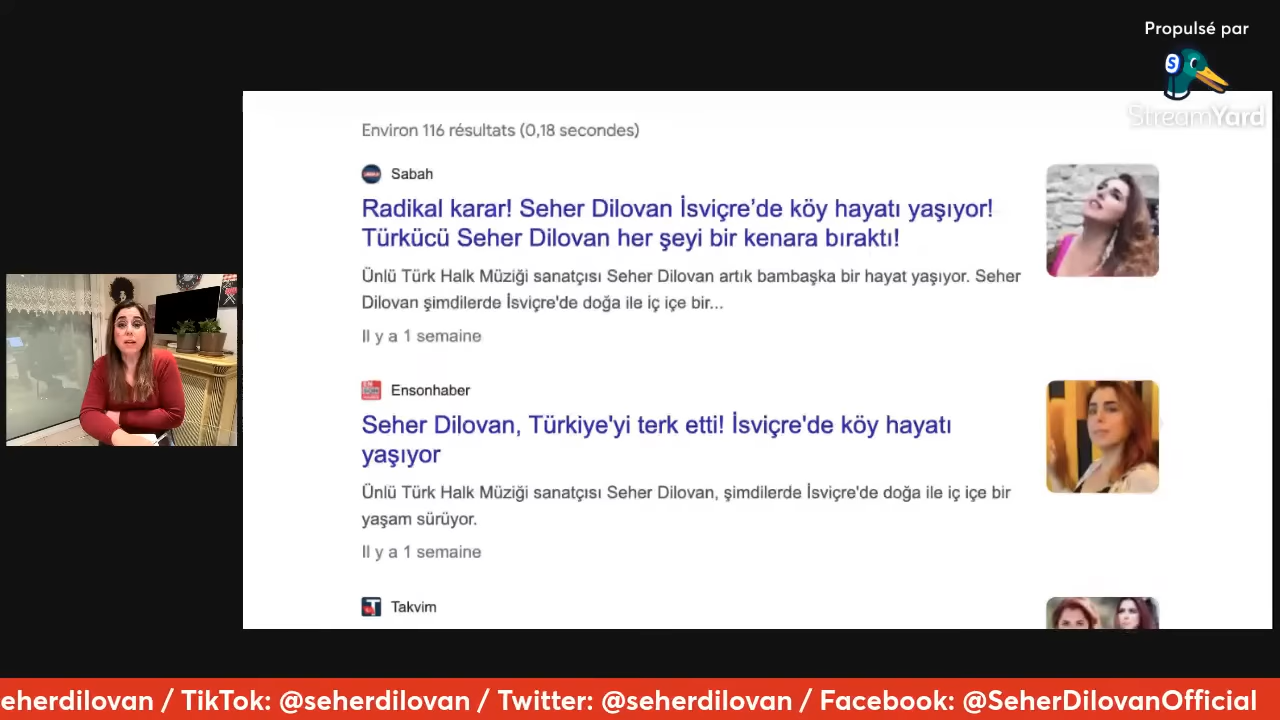 Propulsé par
StreamYard
Environ 116 résultats (0,18 secondes)
Sabah
Radikal karar! Seher Dilovan İsviçre’de köy hayatı yaşıyor!
Türkücü Seher Dilovan her şeyi bir kenara bıraktı!
Ünlü Türk Halk Müziği sanatçısı Seher Dilovan artık bambaşka bir hayat yaşıyor. Seher
Dilovan şimdilerde İsviçre'de doğa ile iç içe bir...
Il y a 1 semaine
Ensonhaber
Seher Dilovan, Türkiye'yi terk etti! İsviçre'de köy hayatı
yaşıyor
Ünlü Türk Halk Müziği sanatçısı Seher Dilovan, şimdilerde İsviçre'de doğa ile iç içe bir
yaşam sürüyor.
Il y a 1 semaine
Takvim
eherdilovan / TikTok: @seherdilovan / Twitter: @seherdilovan / Facebook: @SeherDilovanOfficial